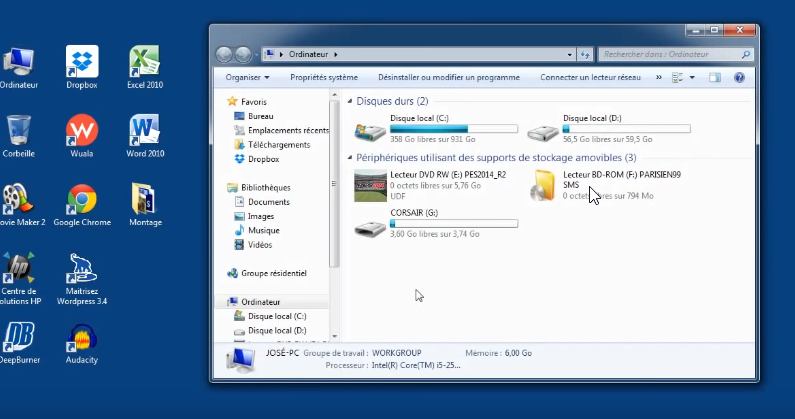 Ordinateur
Dropbox
Excel 2010
Corbeille
Wuala
Word 2010
ovie Maker 2
Google Chrome
Montage
Centre de
olutions HP
Maitrisez
Wordpress 3.4
DeepBurner
Audacity
Ordinateur
Rechercher dans : Ordinateur
Organiser
Propriétés système
Désinstaller ou modifier un programme
Connecter un lecteur réseau
»
Favoris
Bureau
Emplacements récents
Téléchargements
Dropbox
Bibliothèques
Documents
Images
Musique
Vidéos
Groupe résidentiel
Ordinateur
Disque local (C:)
Disque local (D:)
Disques durs (2)
Disque local (C:)
358 Go libres sur 931 Go
Disque local (D:)
56,5 Go libres sur 59,5 Go
Périphériques utilisant des supports de stockage amovibles (3)
Lecteur DVD RW (E:) PES2014_R2
0 octets libres sur 5,76 Go
UDF
Lecteur BD-ROM (F:) PARISIEN99
SMS
0 octets sur 794 Mo
CORSAIR (G:)
3,60 Go libres sur 3,74 Go
JOSÉ-PC Groupe de travail : WORKGROUP Mémoire : 6,00 Go
Processeur : Intel(R) Core(TM) i5-25...